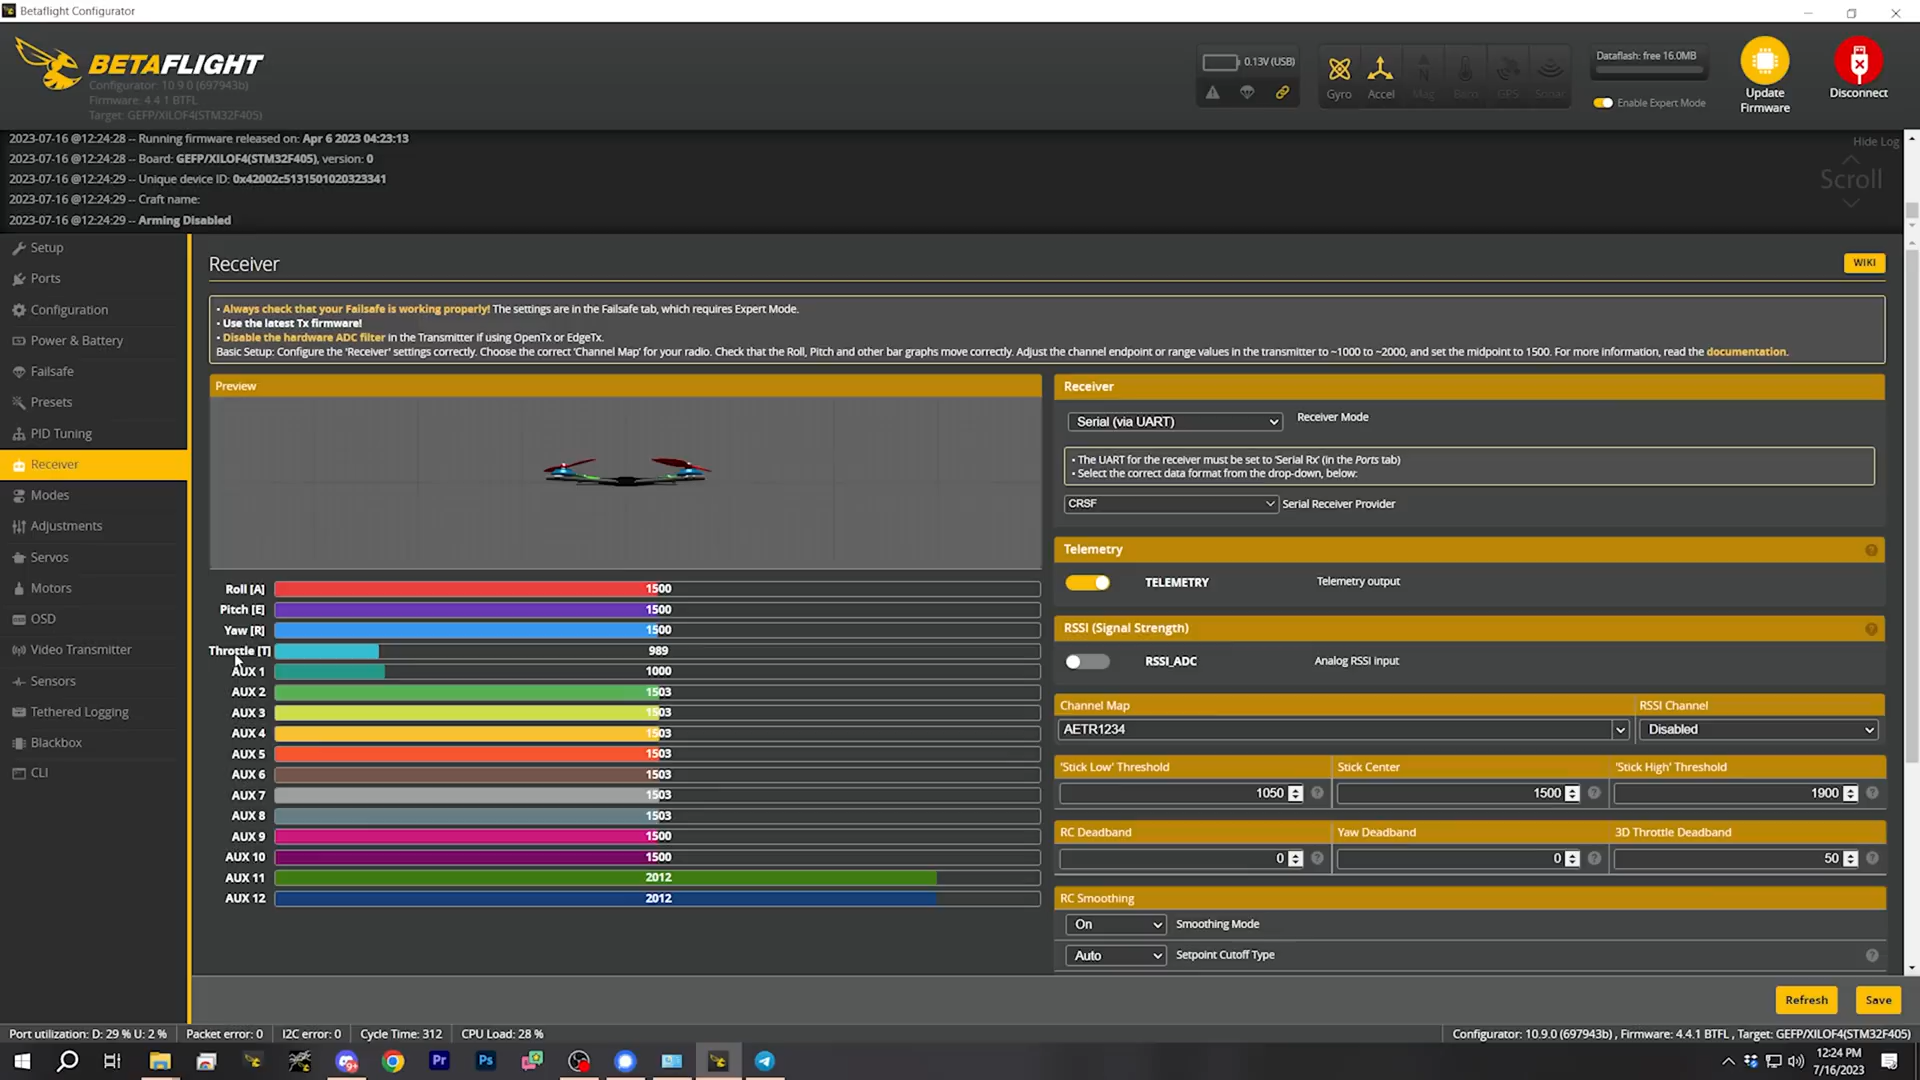 Betaflight Configurator
BETAFLIGHT
Configurator: 10.9.0 (697943b)
Firmware: 4.4.1 BTFL
Target: GEFP/XILOF4(STM32F405)
0.13V (USB)
Gyro
Accel
Mag
Baro
GPS
Sonar
Dataflash: free 16.0MB
Enable Expert Mode
Update
Firmware
Disconnect
2023-07-16 @12:24:28 -- Running firmware released on: Apr 6 2023 04:23:13
2023-07-16 @12:24:28 -- Board: GEFP/XILOF4(STM32F405), version: 0
2023-07-16 @12:24:29 -- Unique device ID: 0x42002c5131501020323341
2023-07-16 @12:24:29 -- Craft name:
2023-07-16 @12:24:29 -- Arming Disabled
Hide Log
Scroll
Setup
Ports
Configuration
Power & Battery
Failsafe
Presets
PID Tuning
Receiver
Modes
Adjustments
Servos
Motors
OSD
Video Transmitter
Sensors
Tethered Logging
Blackbox
CLI
Receiver
WIKI
• Always check that your Failsafe is working properly! The settings are in the Failsafe tab, which requires Expert Mode.
• Use the latest Tx firmware!
• Disable the hardware ADC filter in the Transmitter if using OpenTx or EdgeTx.
Basic Setup: Configure the 'Receiver' settings correctly. Choose the correct 'Channel Map' for your radio. Check that the Roll, Pitch and other bar graphs move correctly. Adjust the channel endpoint or range values in the transmitter to ~1000 to ~2000, and set the midpoint to 1500. For more information, read the documentation.
Preview
Roll [A] 1500
Pitch [E] 1500
Yaw [R] 1500
Throttle [T] 989
AUX 1 1000
AUX 2 1503
AUX 3 1503
AUX 4 1503
AUX 5 1503
AUX 6 1503
AUX 7 1503
AUX 8 1503
AUX 9 1500
AUX 10 1500
AUX 11 2012
AUX 12 2012
Receiver
Serial (via UART) Receiver Mode
• The UART for the receiver must be set to 'Serial Rx' (in the Ports tab)
• Select the correct data format from the drop-down, below:
CRSF Serial Receiver Provider
Telemetry
TELEMETRY Telemetry output
RSSI (Signal Strength)
RSSI_ADC Analog RSSI input
Channel Map RSSI Channel
AETR1234 Disabled
'Stick Low' Threshold Stick Center 'Stick High' Threshold
1050 1500 1900
RC Deadband Yaw Deadband 3D Throttle Deadband
0 0 50
RC Smoothing
On Smoothing Mode
Auto Setpoint Cutoff Type
Refresh
Save
Port utilization: D: 29 % U: 2 % Packet error: 0 I2C error: 0 Cycle Time: 312 CPU Load: 28 %
Configurator: 10.9.0 (697943b) , Firmware: 4.4.1 BTFL , Target: GEFP/XILOF4(STM32F405)
Pr
Ps
12:24 PM
7/16/2023